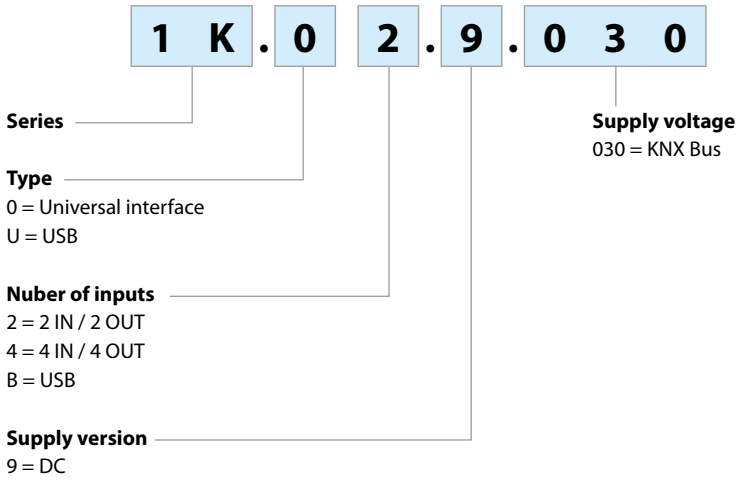 1 K . 0 2 . 9 . 0 3 0
Series
Supply voltage
030 = KNX Bus
Type
0 = Universal interface
U = USB
Nuber of inputs
2 = 2 IN / 2 OUT
4 = 4 IN / 4 OUT
B = USB
Supply version
9 = DC